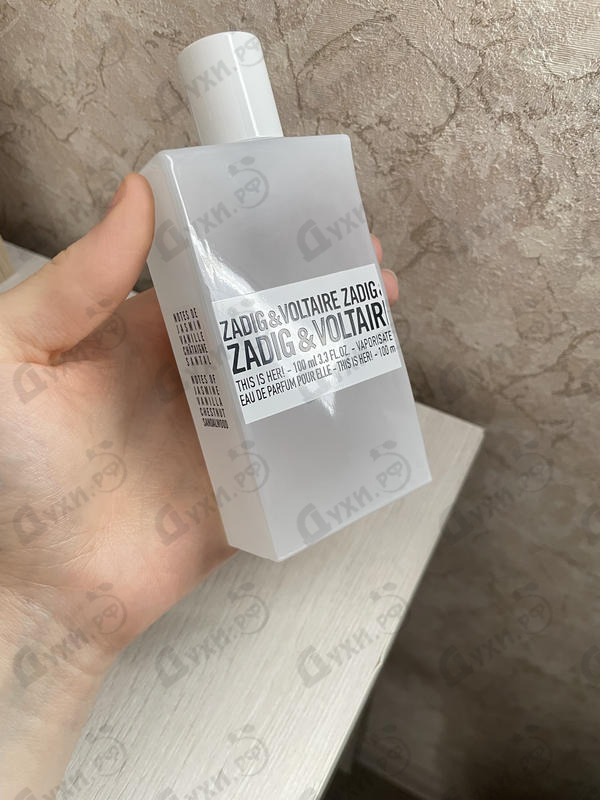 ZADIG & VOLTAIRE ZADIG
ZADIG & VOLTAIR
THIS IS HER! - 100 ml 3.3 FL.OZ. - VAPORISATE
EAU DE PARFUM POUR ELLE - THIS IS HER! - 100 m
NOTES DE
JASMIN
VANILLE
CHÂTAIGNE
SANTAL
NOTES OF
JASMINE
VANILLA
CHESTNUT
SANDALWOOD
Духи.рф